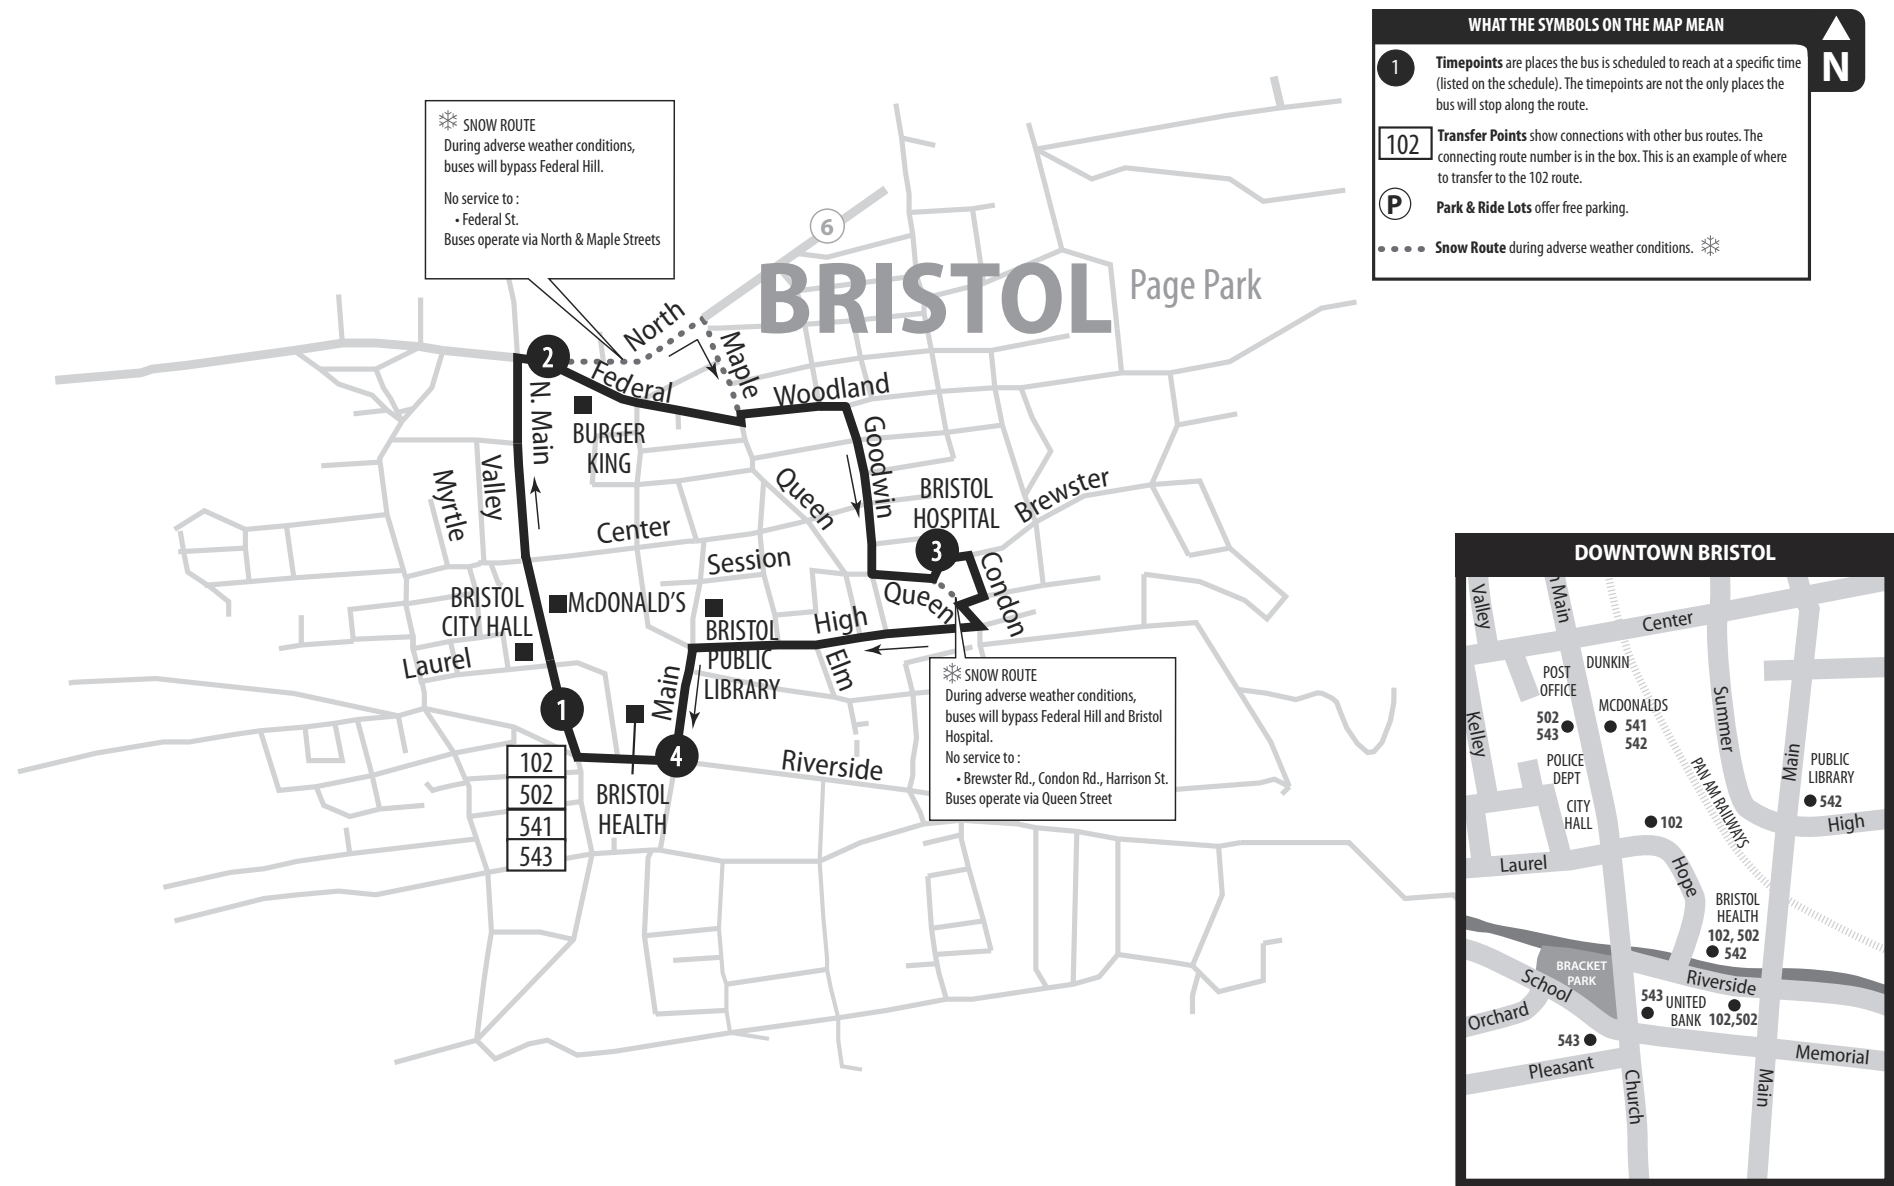 WHAT THE SYMBOLS ON THE MAP MEAN
N
1
Timepoints are places the bus is scheduled to reach at a specific time
(listed on the schedule). The timepoints are not the only places the
bus will stop along the route.
102
Transfer Points show connections with other bus routes. The
connecting route number is in the box. This is an example of where
to transfer to the 102 route.
P
Park & Ride Lots offer free parking.
Snow Route during adverse weather conditions.
SNOW ROUTE
During adverse weather conditions,
buses will bypass Federal Hill.
No service to :
• Federal St.
Buses operate via North & Maple Streets
6
BRISTOL
Page Park
North
Maple
2
Federal
Woodland
N. Main
BURGER
KING
Goodwin
Valley
Myrtle
Queen
BRISTOL
HOSPITAL
Brewster
Center
Session
3
Condon
Queen
BRISTOL
CITY HALL
McDONALD'S
High
BRISTOL
PUBLIC
LIBRARY
Laurel
Elm
Main
1
4
Riverside
102
502
541
543
BRISTOL
HEALTH
SNOW ROUTE
During adverse weather conditions,
buses will bypass Federal Hill and Bristol
Hospital.
No service to :
• Brewster Rd., Condon Rd., Harrison St.
Buses operate via Queen Street
DOWNTOWN BRISTOL
Valley
n Main
Center
DUNKIN
POST
OFFICE
MCDONALDS
502
543
541
542
Kelley
Summer
POLICE
DEPT
PAN AM RAILWAYS
Main
PUBLIC
LIBRARY
542
CITY
HALL
102
High
Laurel
Hope
BRISTOL
HEALTH
102, 502
542
BRACKET
PARK
School
Riverside
Orchard
543
UNITED
BANK
102,502
543
Memorial
Pleasant
Church
Main